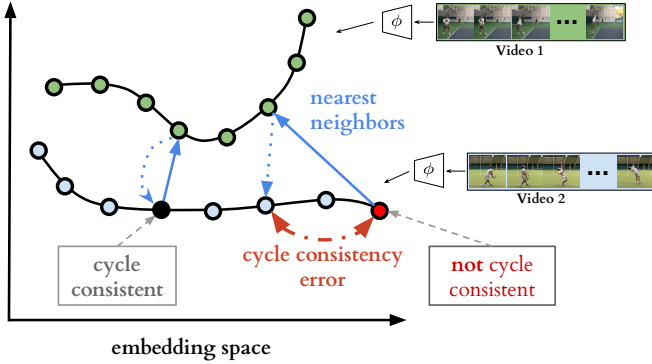 ϕ
Video 1
nearest
neighbors
ϕ
Video 2
cycle
consistent
cycle consistency
error
not cycle
consistent
embedding space